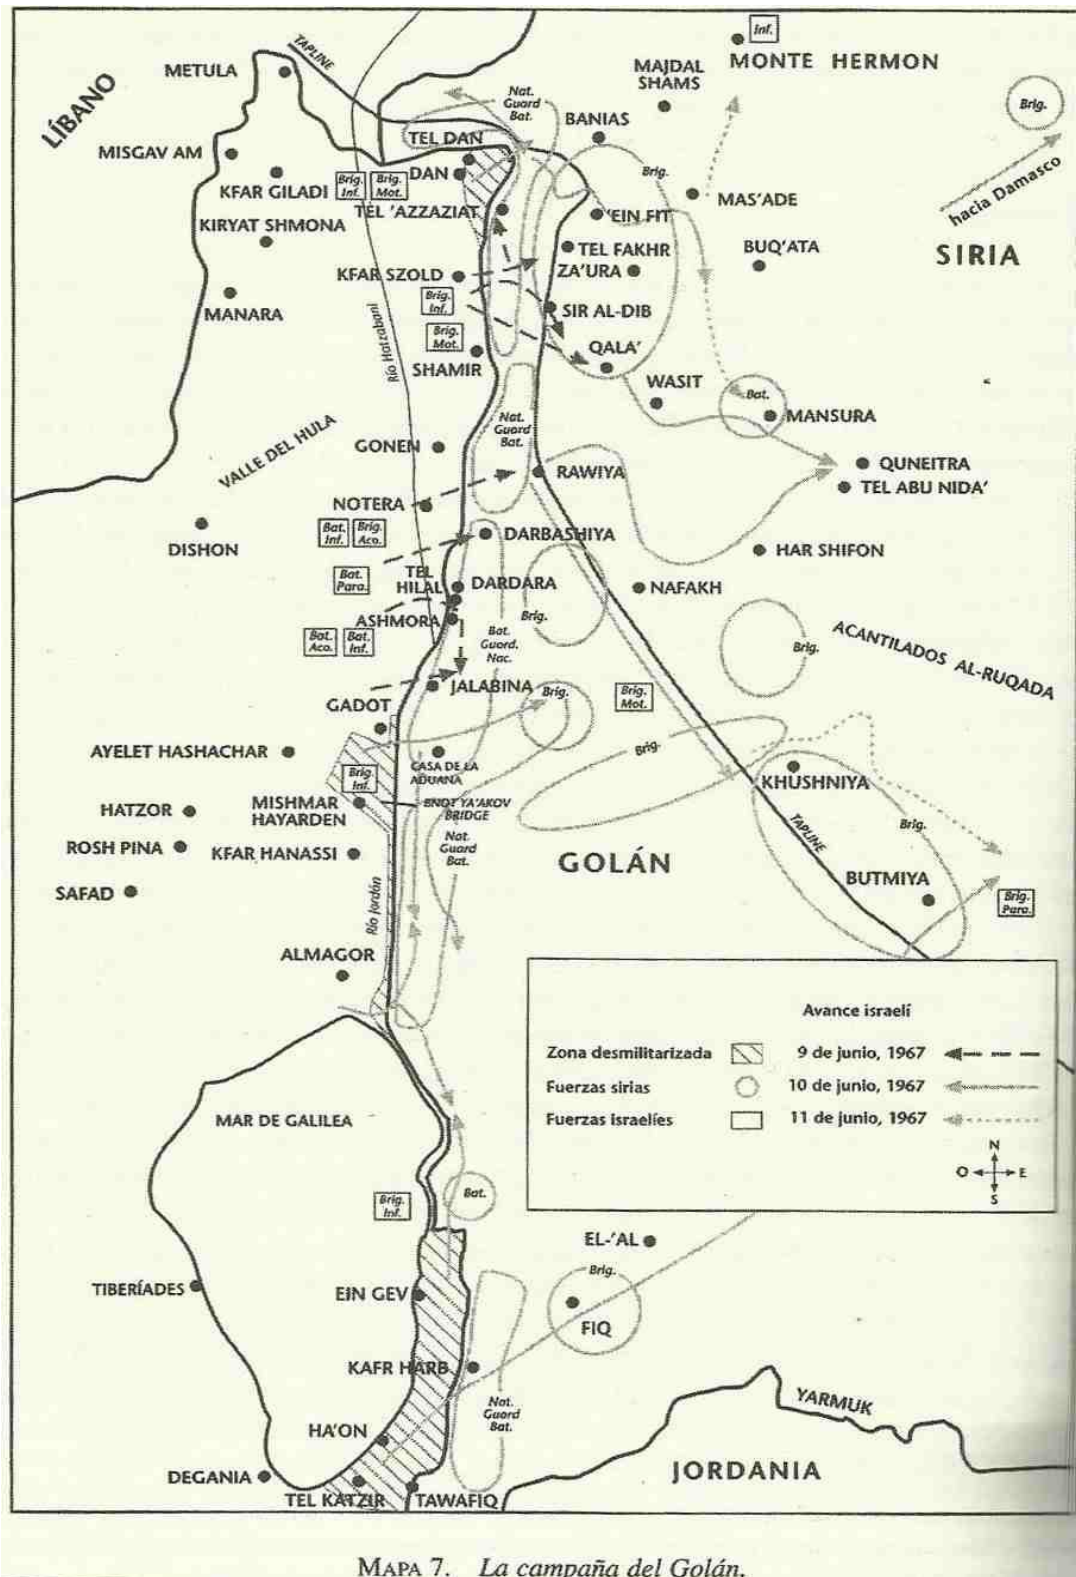 Inf.
MONTE HERMON
TAPLINE
METULA
LÍBANO
MAJDAL
SHAMS
Nat.
Guard
Bat.
BANIAS
Brig.
hacia Damasco
TEL DAN
MISGAV AM
DAN
Brig.
KFAR GILADI
Brig.
Inf.
Brig.
Mot.
MAS'ADE
TEL 'AZZAZIAT
'EIN FIT
KIRYAT SHMONA
TEL FAKHR
BUQ'ATA
SIRIA
KFAR SZOLD
ZA'URA
MANARA
Brig.
Inf.
SIR AL-DIB
Río Hatzabani
Brig.
Mot.
SHAMIR
QALA'
WASIT
Bat.
MANSURA
Nat.
Guard
Bat.
VALLE DEL HULA
GONEN
RAWIYA
QUNEITRA
TEL ABU NIDA'
NOTERA
DISHON
Bat.
Inf.
Brig.
Aco.
DARBASHIYA
HAR SHIFON
Bat.
Para.
TEL
HILAL
DARDARA
NAFAKH
ASHMORA
Brig.
Bat.
Aco.
Bat.
Inf.
Bat.
Guard.
Nac.
Brig.
ACANTILADOS AL-RUQADA
JALABINA
Brig.
Brig.
Mot.
GADOT
AYELET HASHACHAR
CASA DE LA
ADUANA
Brig.
Brig.
Inf.
KHUSHNIYA
HATZOR
MISHMAR
HAYARDEN
BNOT YA'AKOV
BRIDGE
ROSH PINA
KFAR HANASSI
Nat.
Guard
Bat.
TAPLINE
Brig.
GOLÁN
SAFAD
BUTMIYA
Brig.
Para.
Río Jordán
ALMAGOR
Avance israelí
Zona desmilitarizada
9 de junio, 1967
Fuerzas sirias
10 de junio, 1967
Fuerzas israelíes
11 de junio, 1967
N
O
E
S
MAR DE GALILEA
Brig.
Inf.
Bat.
EL-'AL
TIBERÍADES
EIN GEV
Brig.
FIQ
KAFR HARB
Nat.
Guard
Bat.
YARMUK
HA'ON
DEGANIA
TEL KATZIR
TAWAFIQ
JORDANIA
MAPA 7. La campaña del Golán.